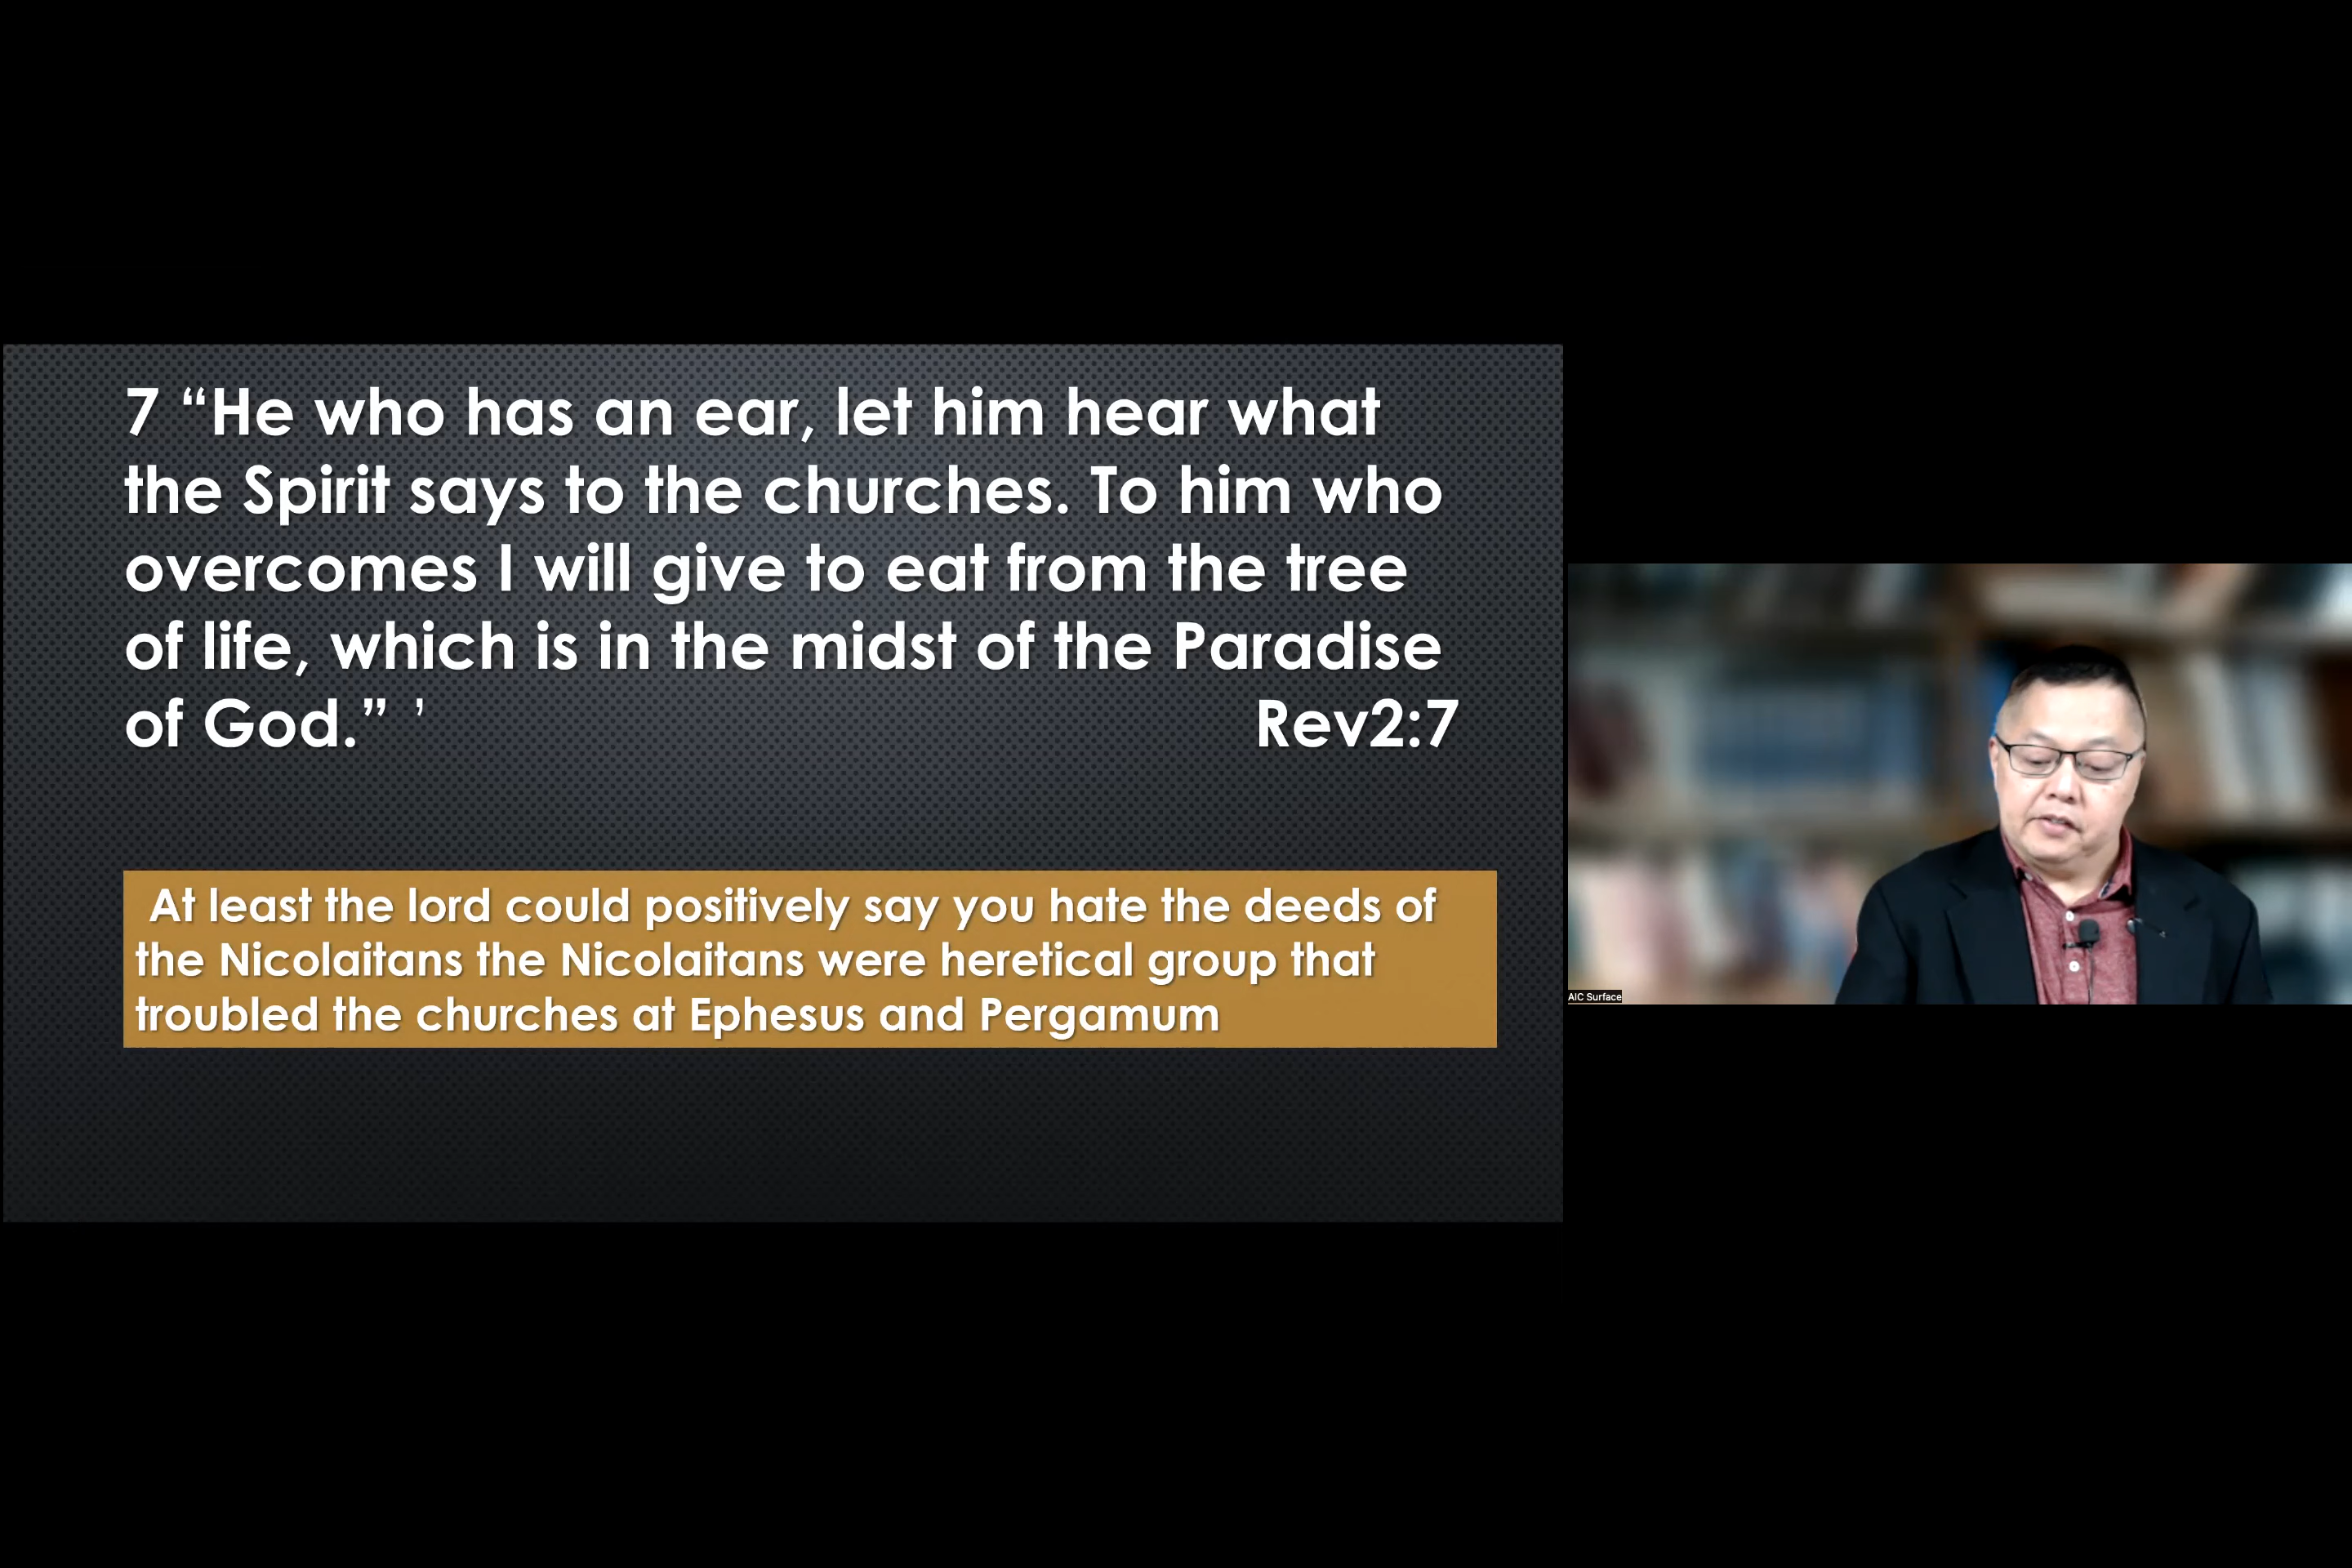 7 “He who has an ear, let him hear what
the Spirit says to the churches. To him who
overcomes I will give to eat from the tree
of life, which is in the midst of the Paradise
of God.” ’ Rev2:7
At least the lord could positively say you hate the deeds of
the Nicolaitans the Nicolaitans were heretical group that
troubled the churches at Ephesus and Pergamum
AIC Surface